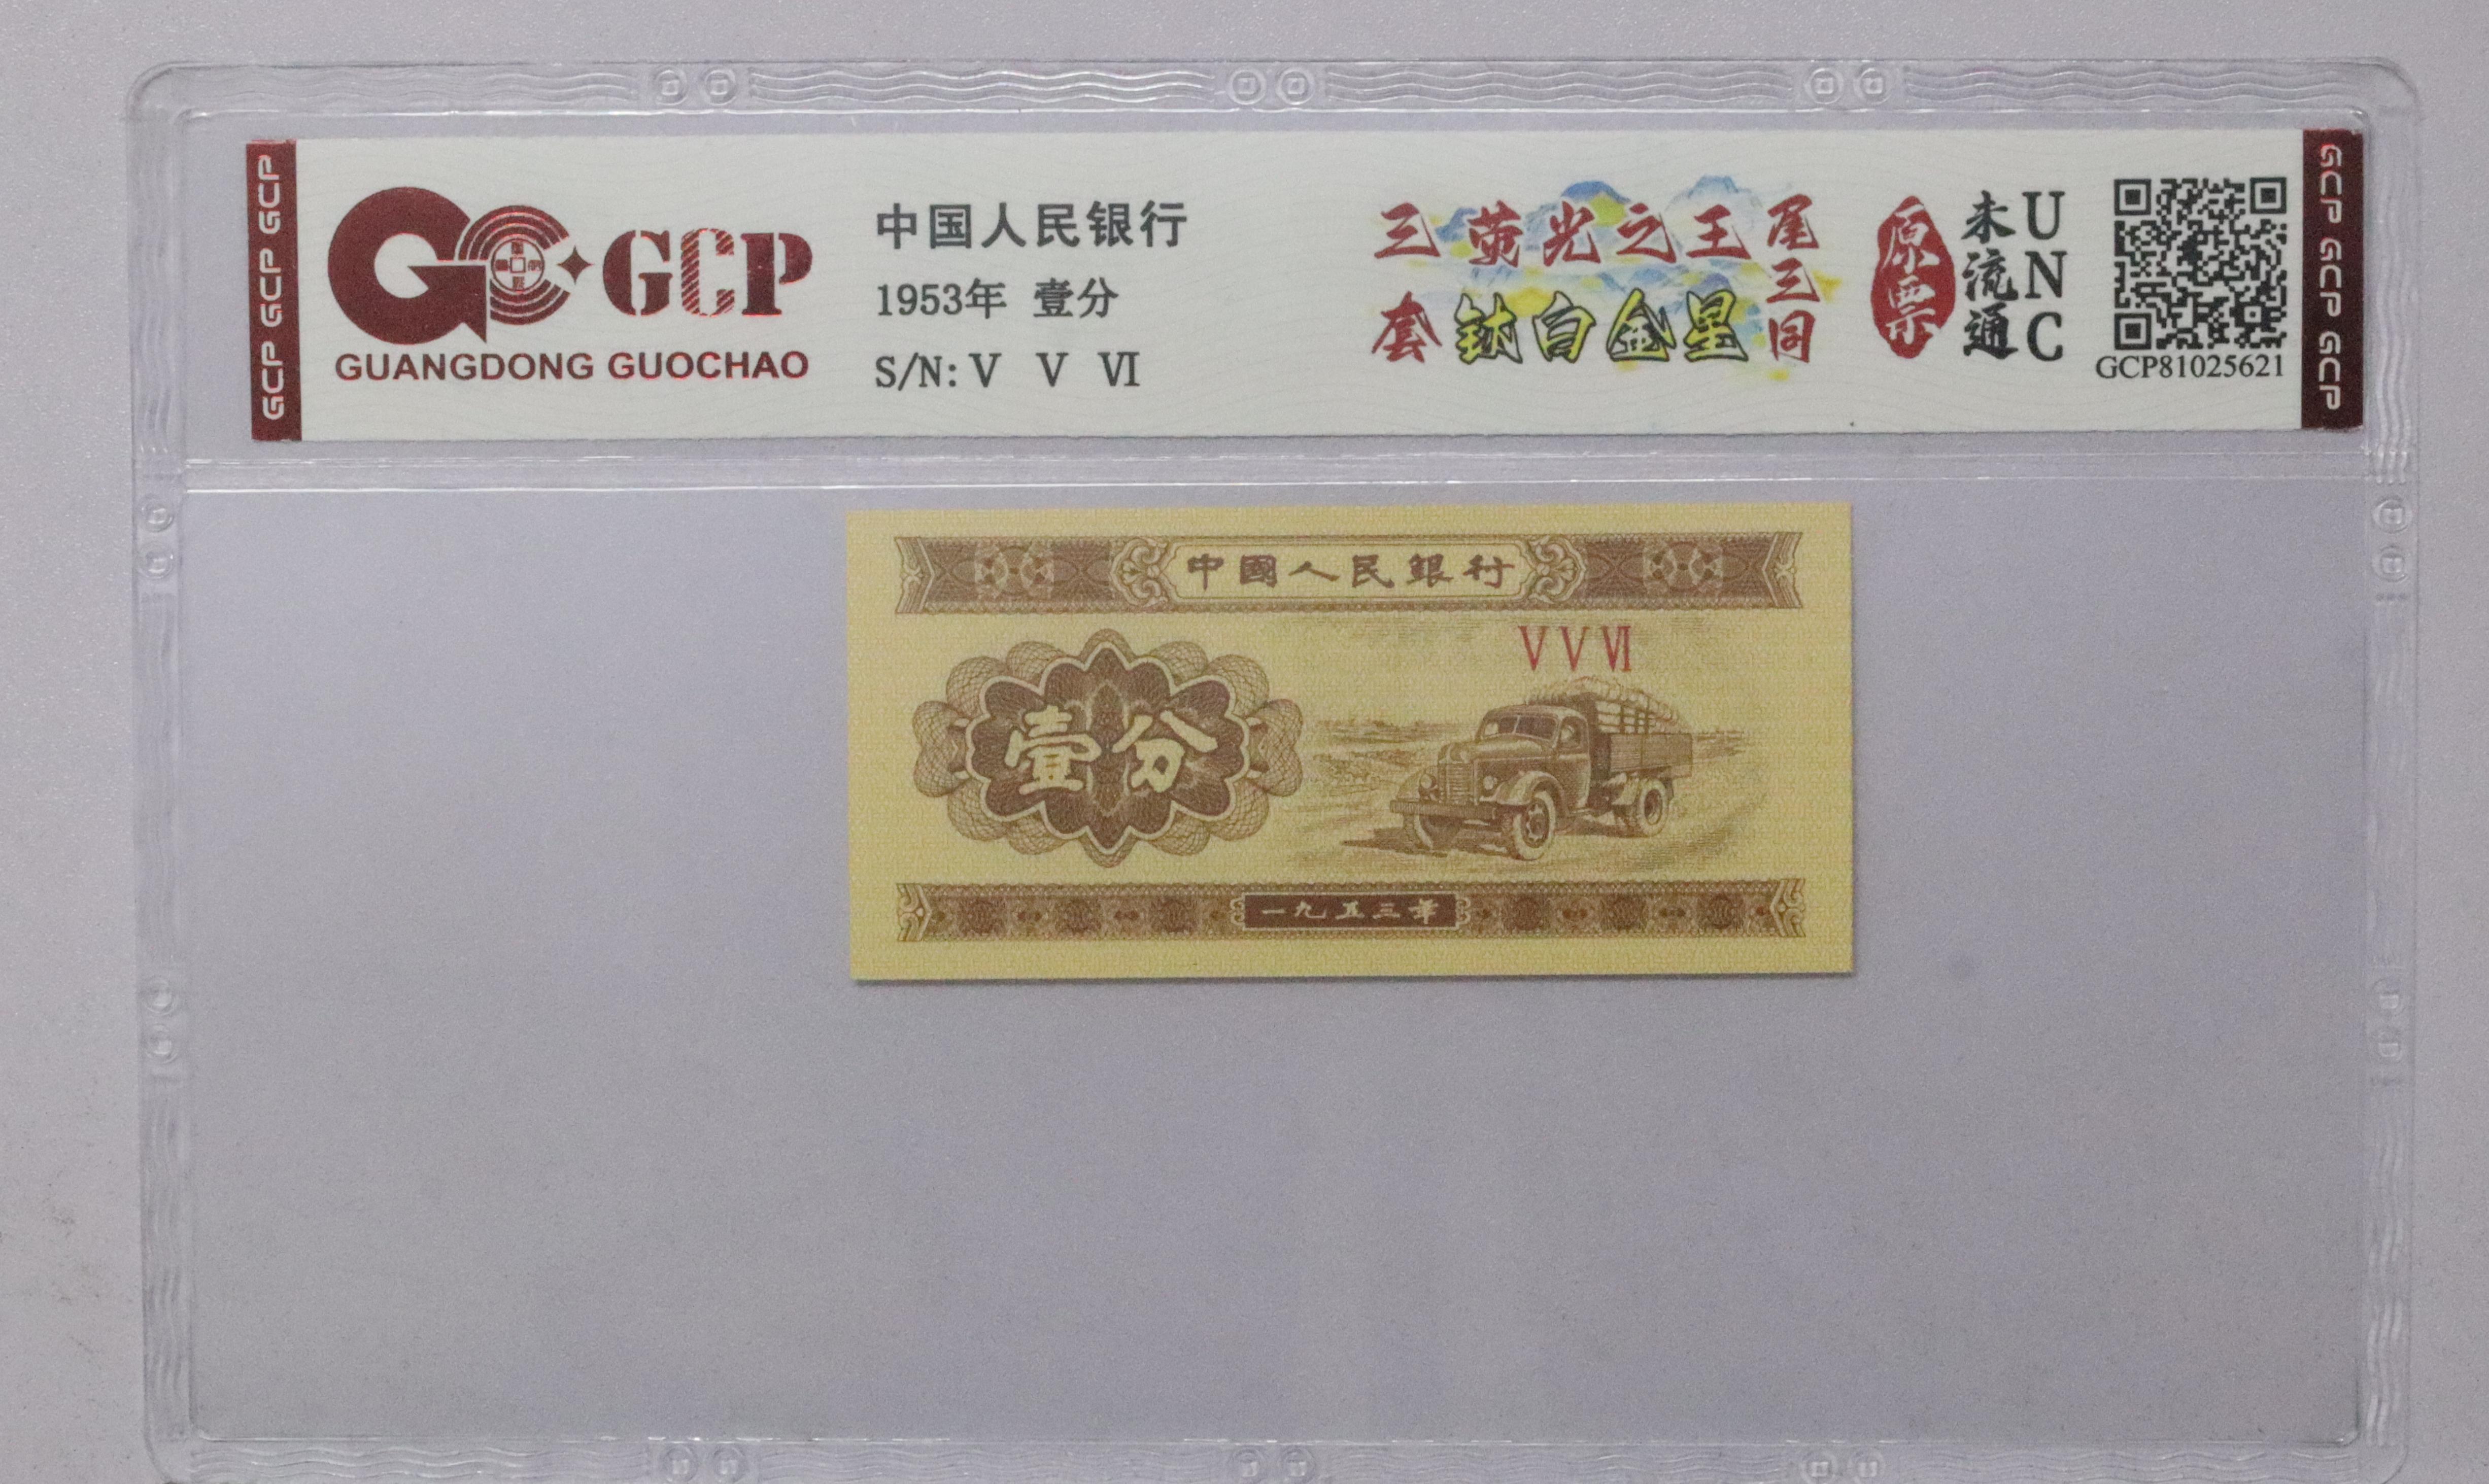 GCP GCP GCP
GCP
GUANGDONG GUOCHAO
中国人民银行
1953年 壹分
S/N: V V VI
三萤光之王
套钛白金星
尾三同
原票
未流通
UNC
GCP81025621
GCP GCP GCP
中國人民銀行
V V VI
壹分
一九五三年